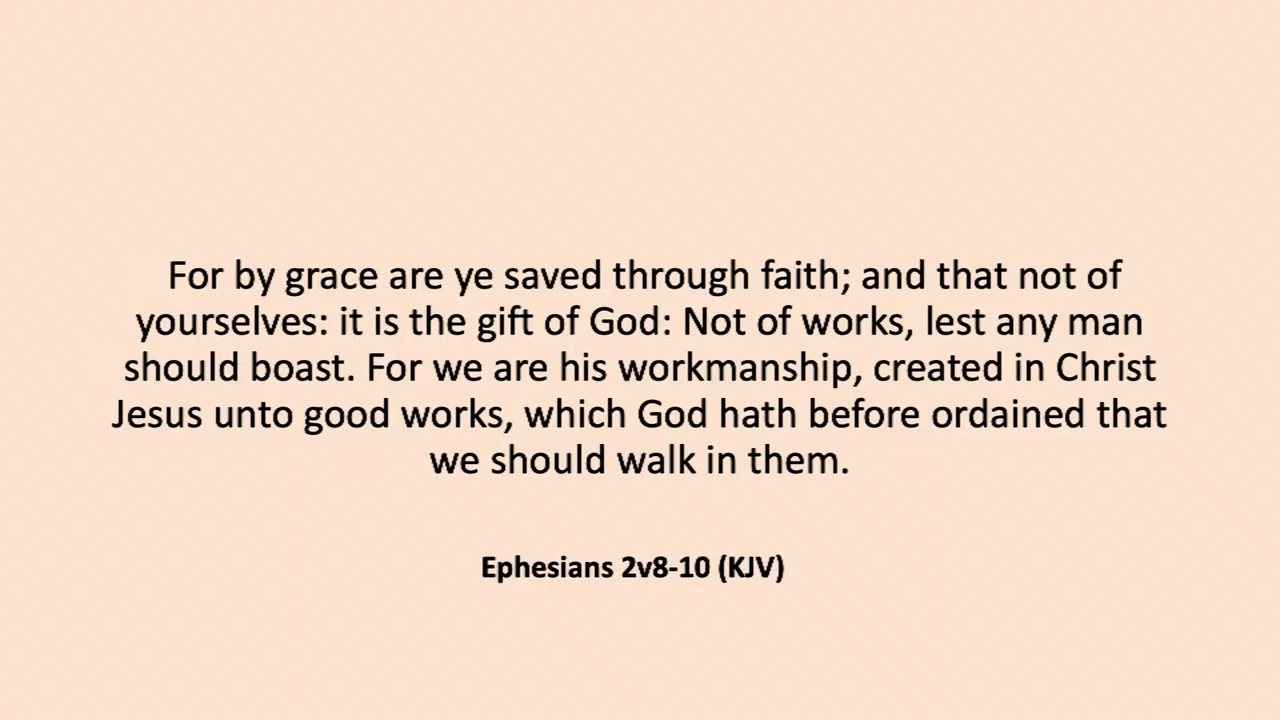 For by grace are ye saved through faith; and that not of
yourselves: it is the gift of God: Not of works, lest any man
should boast. For we are his workmanship, created in Christ
Jesus unto good works, which God hath before ordained that
we should walk in them.
Ephesians 2v8-10 (KJV)